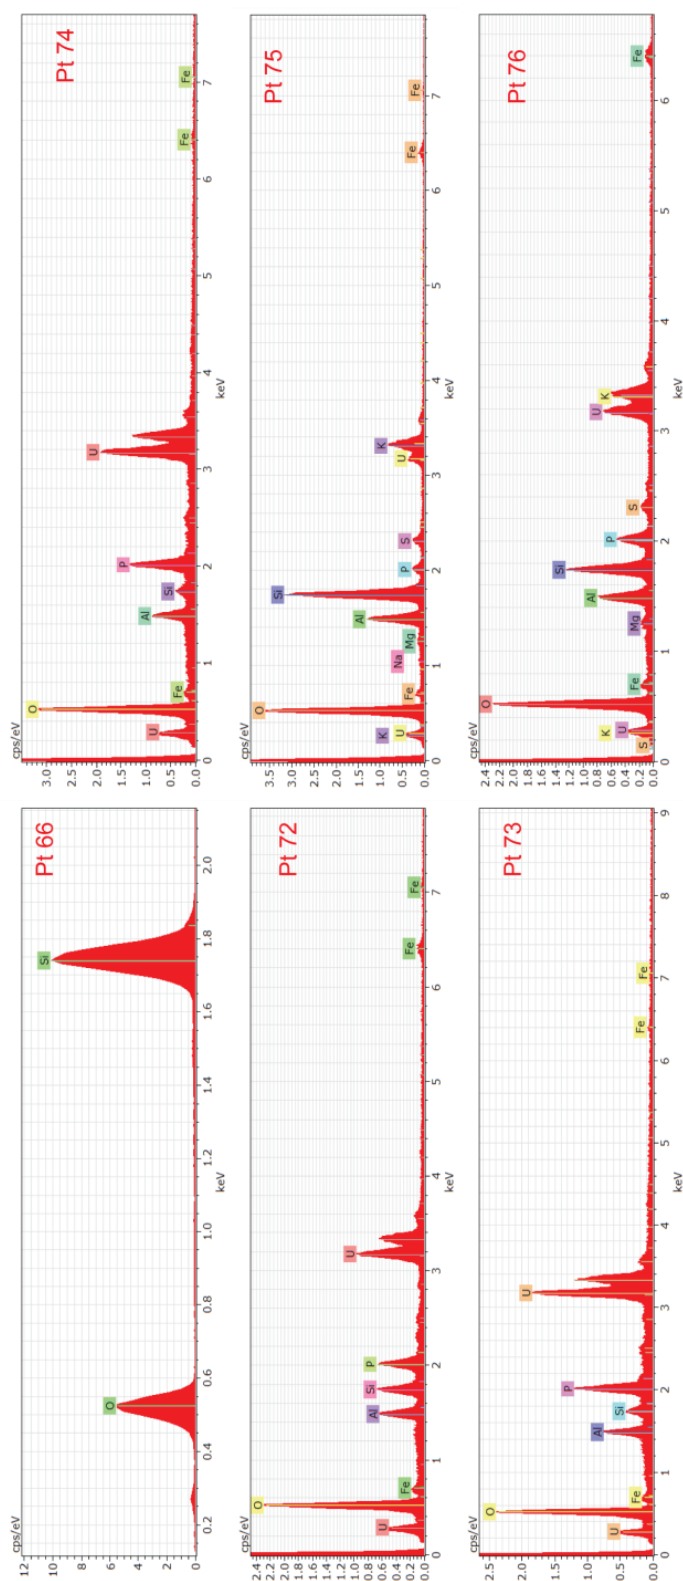 cps/eV
Pt 66
12
10
8
6
4
2
0
Si
O
0.2 0.4 0.6 0.8 1.0 1.2 1.4 1.6 1.8 2.0
keV
cps/eV
Pt 74
3.5
3.0
2.5
2.0
1.5
1.0
0.5
0.0
O
U
P
Al
U
Si
Fe
Fe
Fe
0 1 2 3 4 5 6 7
keV
cps/eV
Pt 72
2.4
2.2
2.0
1.8
1.6
1.4
1.2
1.0
0.8
0.6
0.4
0.2
0.0
O
U
Al
Si
P
U
Fe
Fe
Fe
0 1 2 3 4 5 6 7
keV
cps/eV
Pt 75
3.5
3.0
2.5
2.0
1.5
1.0
0.5
0.0
O
Si
Al
K
K
Na
U
Fe
Mg
P
S
U
Fe
Fe
0 1 2 3 4 5 6 7
keV
cps/eV
Pt 73
2.0
1.5
1.0
0.5
0.0
O
U
P
Al
U
Si
Fe
Fe
Fe
0 1 2 3 4 5 6 7 8 9
keV
cps/eV
Pt 76
2.4
2.2
2.0
1.8
1.6
1.4
1.2
1.0
0.8
0.6
0.4
0.2
0.0
O
Si
Al
U
K
K
P
U
S
Fe
Mg
S
Fe
0 1 2 3 4 5 6
keV